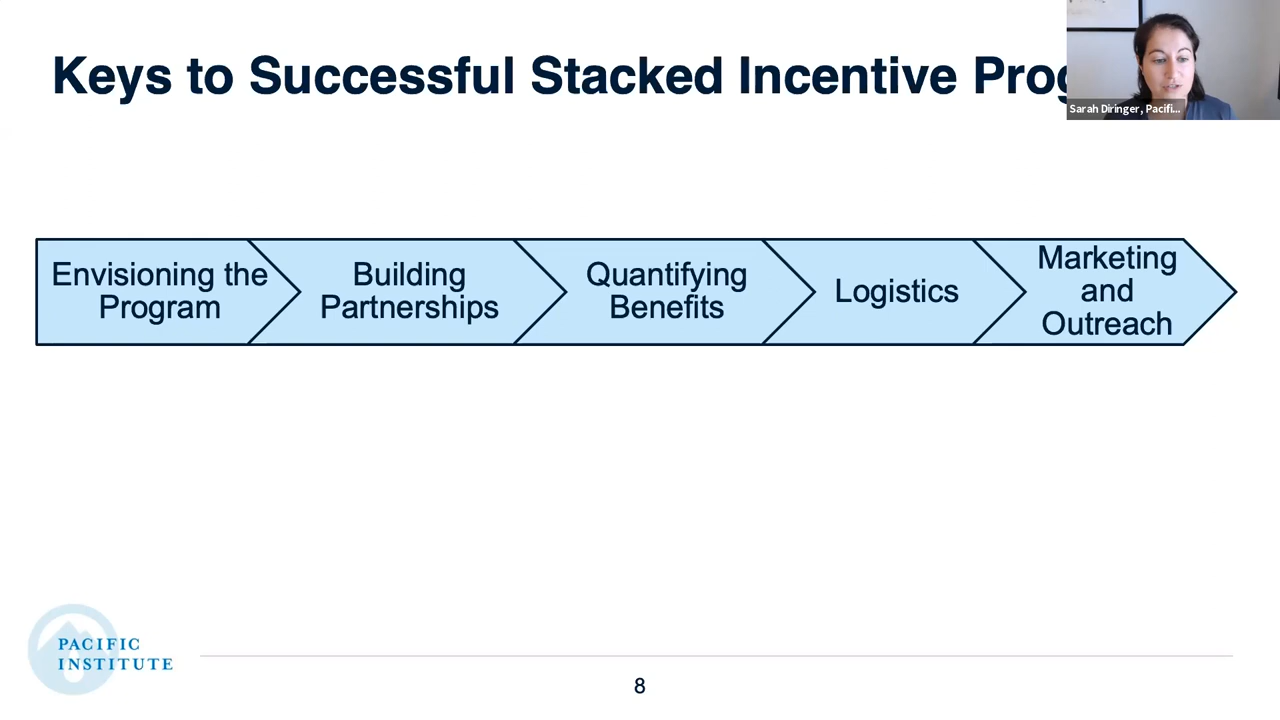 Keys to Successful Stacked Incentive
Sarah Diringer, Pacifi...
Envisioning the
Program
Building
Partnerships
Quantifying
Benefits
Logistics
Marketing
and
Outreach
PACIFIC
INSTITUTE
8